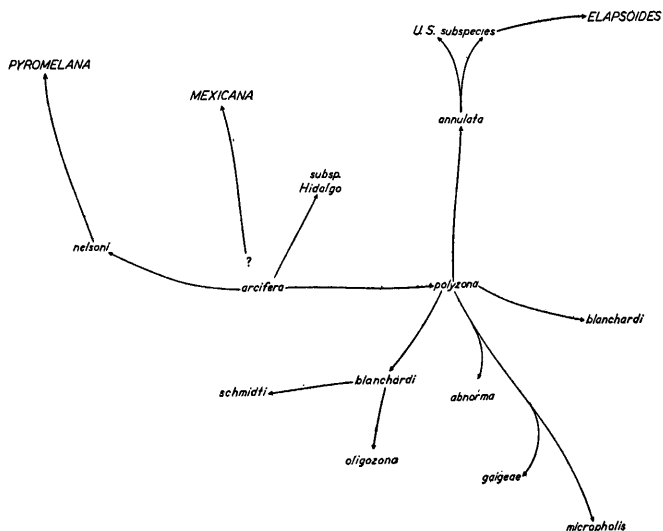 ELAPSOIDES
U.S. subspecies
PYROMELANA
MEXICANA
annulata
subsp.
Hidalgo
nelsoni
?
arcifera
polyzona
blanchardi
blanchardi
schmidti
abnorma
oligozona
gaigeae
micropholis